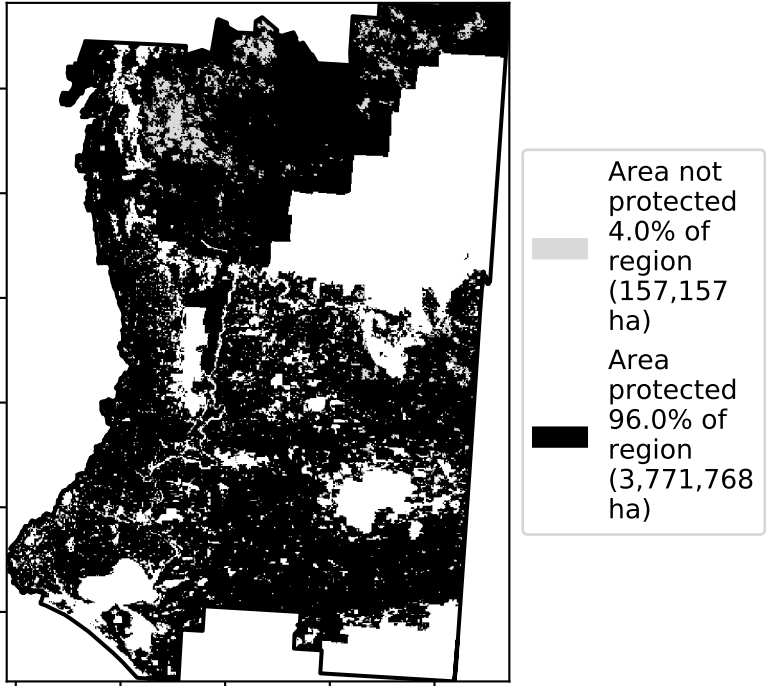 Area not
protected
4.0% of
region
(157,157
ha)
Area
protected
96.0% of
region
(3,771,768
ha)